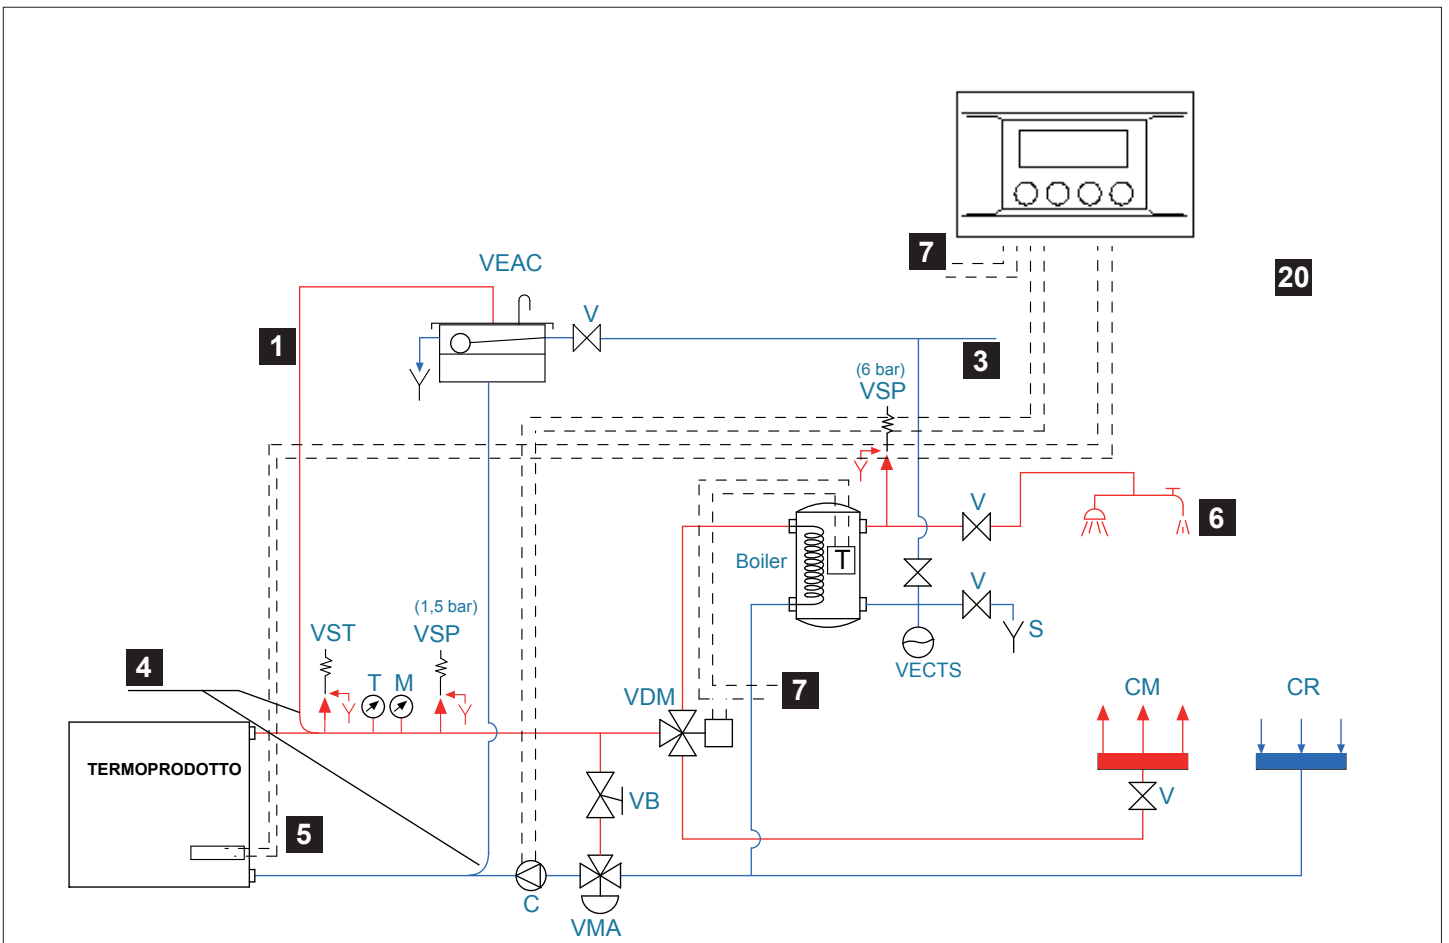 7
20
VEAC
V
1
3
(6 bar)
VSP
V
6
Boiler
T
V
S
(1,5 bar)
VST
VSP
VECTS
4
T M
7
VDM
CM
CR
TERMOPRODOTTO
VB
V
5
C
VMA